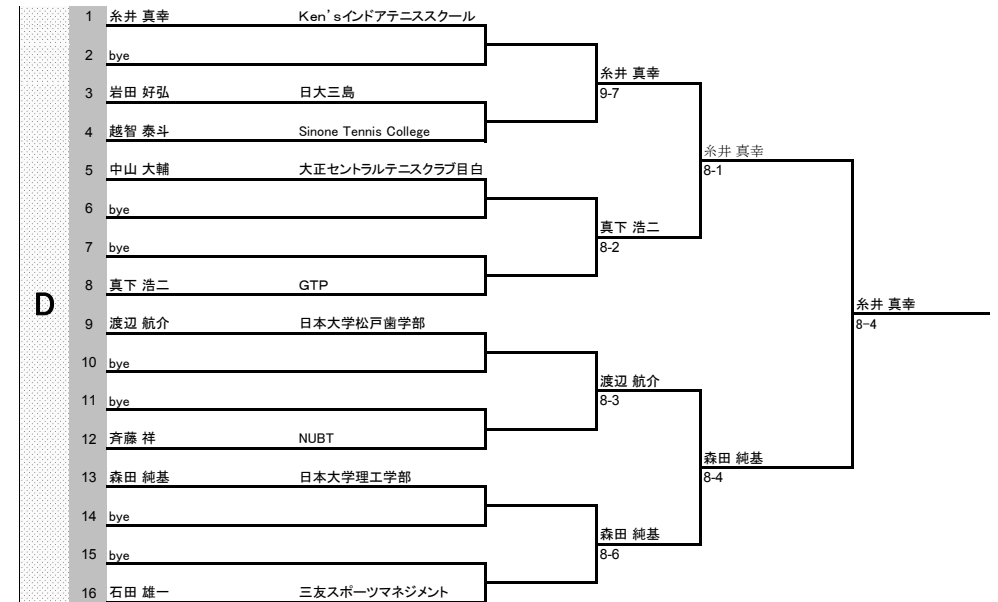 D
1 糸井 真幸 Ken'sインドアテニススクール
2 bye
3 岩田 好弘 日大三島
4 越智 泰斗 Sinone Tennis College
5 中山 大輔 大正セントラルテニスクラブ目白
6 bye
7 bye
8 真下 浩二 GTP
9 渡辺 航介 日本大学松戸歯学部
10 bye
11 bye
12 斉藤 祥 NUBT
13 森田 純基 日本大学理工学部
14 bye
15 bye
16 石田 雄一 三友スポーツマネジメント
糸井 真幸
9-7
真下 浩二
8-2
渡辺 航介
8-3
森田 純基
8-6
糸井 真幸
8-1
森田 純基
8-4
糸井 真幸
8-4